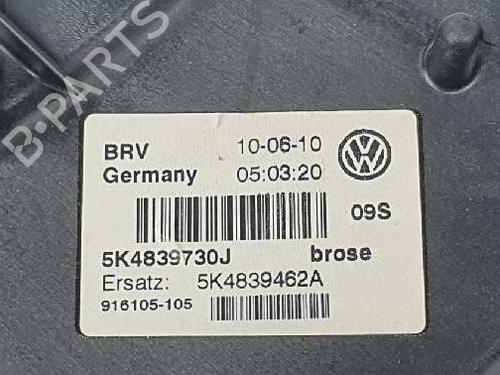 B-PARTS
BRV 10-06-10
Germany 05:03:20
09S
5K4839730J brose
Ersatz: 5K4839462A
916105-105